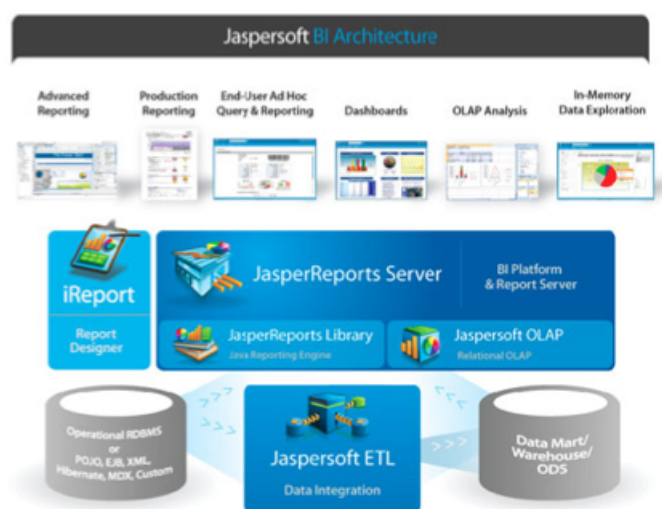 Jaspersoft BI Architecture
Advanced
Reporting
Production
Reporting
End-User Ad Hoc
Query & Reporting
Dashboards
OLAP Analysis
In-Memory
Data Exploration
iReport
Report
Designer
JasperReports Server
BI Platform
& Report Server
JasperReports Library
Java Reporting Engine
Jaspersoft OLAP
Relational OLAP
Operational RDBMS
or
POJO, EJB, XML,
Hibernate, MDX, Custom
Jaspersoft ETL
Data Integration
Data Mart/
Warehouse/
ODS